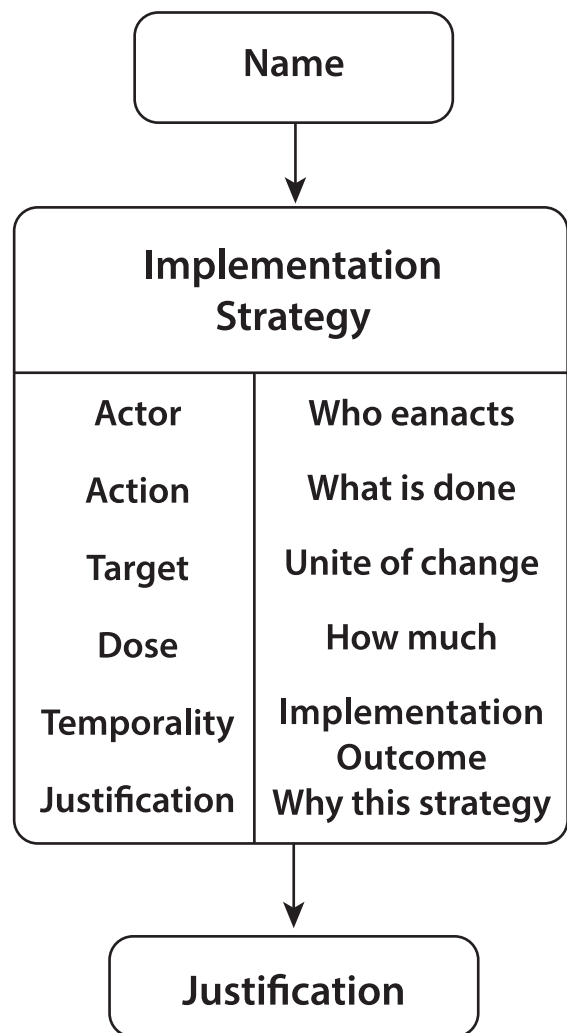 Name
Implementation
Strategy
Actor
Who eanacts
Action
What is done
Target
Unite of change
Dose
How much
Temporality
Implementation
Outcome
Justification
Why this strategy
Justification